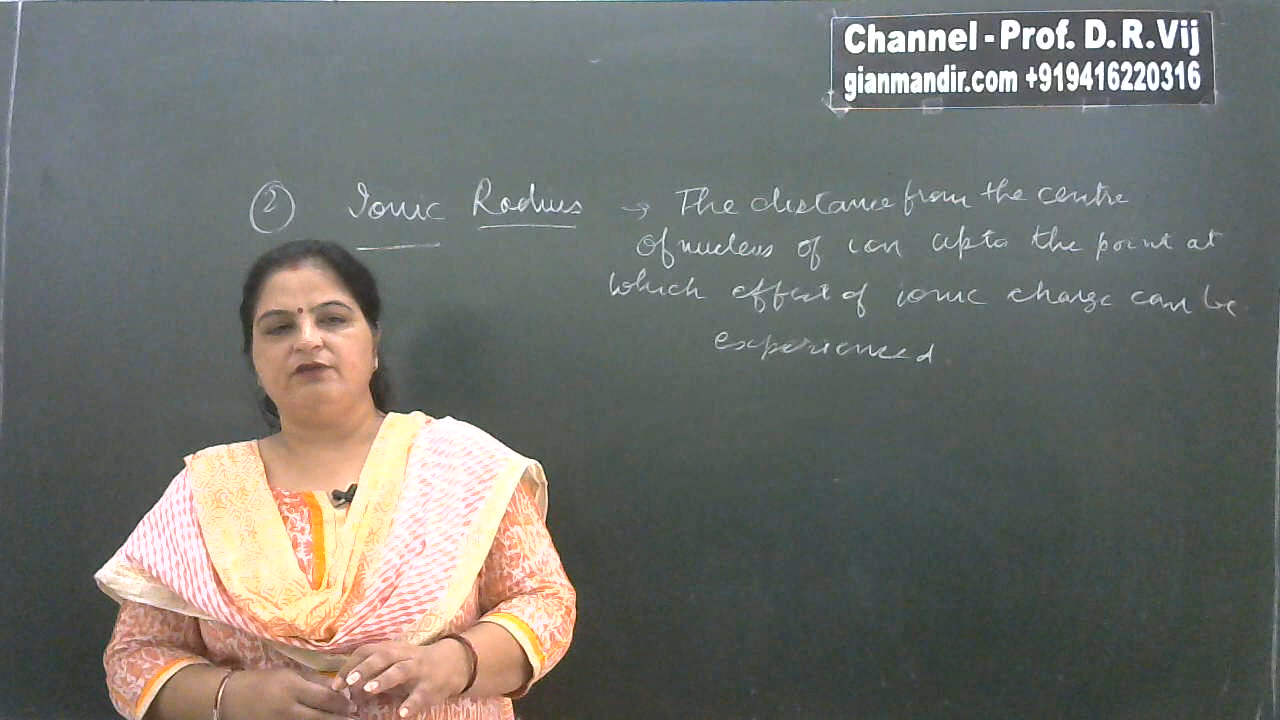 Channel - Prof. D. R. Vij
gianmandir.com +919416220316
② Ionic Radius → The distance from the centre
of nucleus of ion upto the point at
which effect of ionic charge can be
experienced